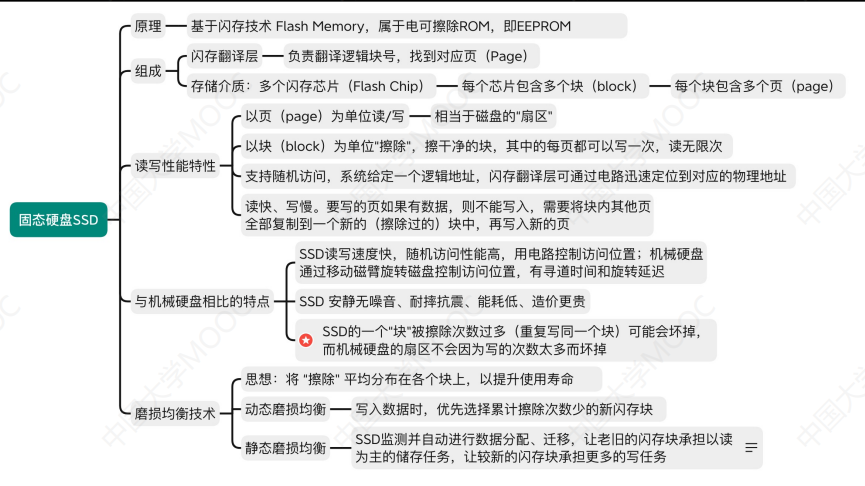 原理
基于闪存技术 Flash Memory，属于电可擦除ROM，即EEPROM
组成
闪存翻译层
负责翻译逻辑块号，找到对应页（Page）
存储介质：多个闪存芯片（Flash Chip）
每个芯片包含多个块（block）
每个块包含多个页（page）
读写性能特性
以页（page）为单位读/写
相当于磁盘的"扇区"
以块（block）为单位"擦除"，擦干净的块，其中的每页都可以写一次，读无限次
支持随机访问，系统给定一个逻辑地址，闪存翻译层可通过电路迅速定位到对应的物理地址
读快、写慢。要写的页如果有数据，则不能写入，需要将块内其他页
全部复制到一个新的（擦除过的）块中，再写入新的页
固态硬盘SSD
与机械硬盘相比的特点
SSD读写速度快，随机访问性能高，用电路控制访问位置；机械硬盘
通过移动磁臂旋转磁盘控制访问位置，有寻道时间和旋转延迟
SSD 安静无噪音、耐摔抗震、能耗低、造价更贵
SSD的一个"块"被擦除次数过多（重复写同一个块）可能会坏掉，
而机械硬盘的扇区不会因为写的次数太多而坏掉
磨损均衡技术
思想：将 "擦除" 平均分布在各个块上，以提升使用寿命
动态磨损均衡
写入数据时，优先选择累计擦除次数少的新闪存块
静态磨损均衡
SSD监测并自动进行数据分配、迁移，让老旧的闪存块承担以读
为主的储存任务，让较新的闪存块承担更多的写任务
中国大学MOOC